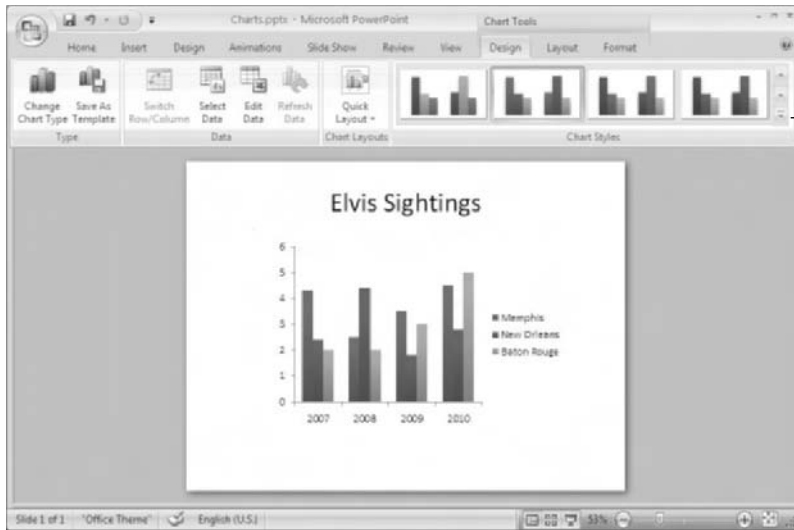 Charts.pptx - Microsoft PowerPoint
Chart Tools
Home Insert Design Animations Slide Show Review View Design Layout Format
Change Chart Type
Save As Template
Switch Row/Column
Select Data
Edit Data
Refresh Data
Quick Layout
Type
Data
Chart Layouts
Chart Styles
Elvis Sightings
6
5
4
3
2
1
0
2007 2008 2009 2010
Memphis
New Orleans
Baton Rouge
Slide 1 of 1 "Office Theme" English (U.S.) 53%